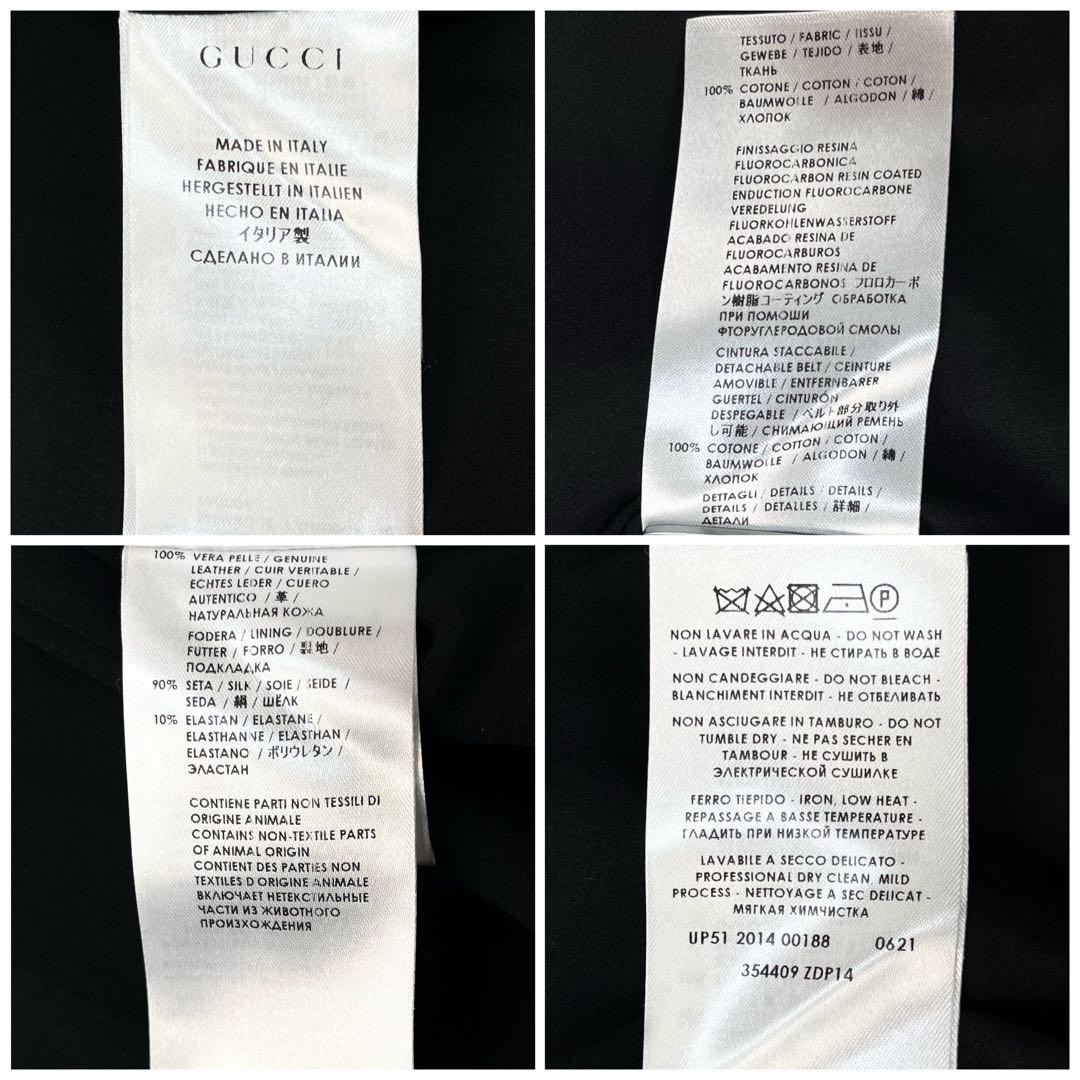 GUCCI
MADE IN ITALY
FABRIQUE EN ITALIE
HERGESTELLT IN ITALIEN
HECHO EN ITALIA
イタリア製
СДЕЛАНО В ИТАЛИИ
TESSUTO / FABRIC / TISSU /
GEWEBE / TEJIDO / 表地 /
ТКАНЬ
100% COTONE / COTTON / COTON /
BAUMWOLLE / ALGODON / 綿 /
ХЛОПОК
FINISSAGGIO RESINA
FLUOROCARBONICA
FLUOROCARBON RESIN COATED
ENDUCTION FLUOROCARBONE
VEREDELUNG
FLUORKOHLENWASSERSTOFF
ACABADO RESINA DE
FLUOROCARBUROS
ACABAMENTO RESINA DE
FLUOROCARBONOS フロロカーボ
ン樹脂コーティング ОБРАБОТКА
ПРИ ПОМОШИ
ФТОРУГЛЕРОДОВОЙ СМОЛЫ
CINTURA STACCABILE /
DETACHABLE BELT / CEINTURE
AMOVIBLE / ENTFERNBARER
GUERTEL / CINTURÓN
DESPEGABLE / ベルト部分取り外
し可能 / СНИМАЮЩИЙ РЕМЕНЬ
100% COTONE / COTTON / COTON /
BAUMWOLLE / ALGODON / 綿 /
ХЛОПОК
DETTAGLI / DETAILS / DETAILS /
DETAILS / DETALLES / 詳細 /
ДЕТАЛИ
100% VERA PELLE / GENUINE
LEATHER / CUIR VERITABLE /
ECHTES LEDER / CUERO
AUTENTICO / 革 /
НАТУРАЛЬНАЯ КОЖА
FODERA / LINING / DOUBLURE /
FUTTER / FORRO / 裏地 /
ПОДКЛАДКА
90% SETA / SILK / SOIE / SEIDE /
SEDA / 絹 / ШЁЛК
10% ELASTAN / ELASTANE /
ELASTHANNE / ELASTHAN /
ELASTANO / ポリウレタン /
ЭЛАСТАН
CONTIENE PARTI NON TESSILI DI
ORIGINE ANIMALE
CONTAINS NON-TEXTILE PARTS
OF ANIMAL ORIGIN
CONTIENT DES PARTIES NON
TEXTILES D'ORIGINE ANIMALE
ВКЛЮЧАЕТ НЕТЕКСТИЛЬНЫЕ
ЧАСТИ ИЗ ЖИВОТНОГО
ПРОИЗХОЖДЕНИЯ
P
NON LAVARE IN ACQUA - DO NOT WASH
- LAVAGE INTERDIT - НЕ СТИРАТЬ В ВОДЕ
NON CANDEGGIARE - DO NOT BLEACH -
BLANCHIMENT INTERDIT - НЕ ОТБЕЛИВАТЬ
NON ASCIUGARE IN TAMBURO - DO NOT
TUMBLE DRY - NE PAS SECHER EN
TAMBOUR - НЕ СУШИТЬ В
ЭЛЕКТРИЧЕСКОЙ СУШИЛКЕ
FERRO TIEPIDO - IRON, LOW HEAT -
REPASSAGE A BASSE TEMPERATURE -
ГЛАДИТЬ ПРИ НИЗКОЙ ТЕМПЕРАТУРЕ
LAVABILE A SECCO DELICATO -
PROFESSIONAL DRY CLEAN, MILD
PROCESS - NETTOYAGE A SEC DELICAT -
МЯГКАЯ ХИМЧИСТКА
UP51 2014 00188 0621
354409 ZDP14